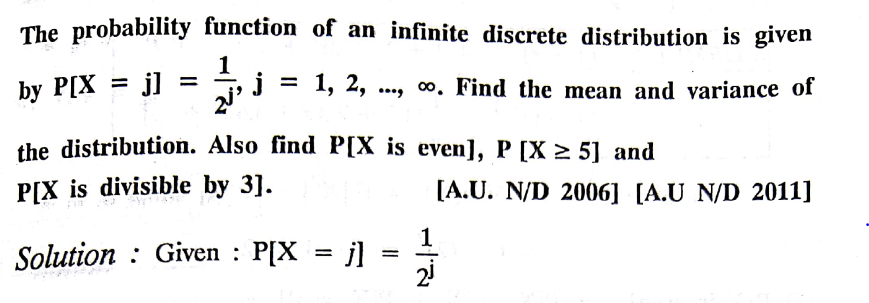 The probability function of an infinite discrete distribution is given
by P[X = j] = 1/2^j, j = 1, 2, ..., ∞. Find the mean and variance of
the distribution. Also find P[X is even], P [X ≥ 5] and
P[X is divisible by 3]. [A.U. N/D 2006] [A.U N/D 2011]
Solution : Given : P[X = j] = 1/2^j